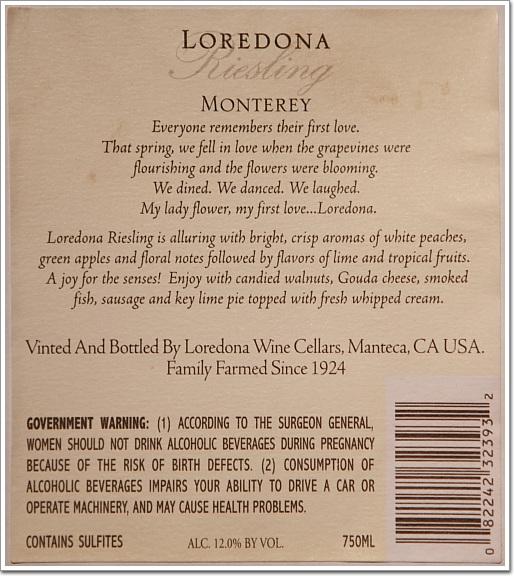 LOREDONA
Riesling
MONTEREY
Everyone remembers their first love.
That spring, we fell in love when the grapevines were
flourishing and the flowers were blooming.
We dined. We danced. We laughed.
My lady flower, my first love...Loredona.
Loredona Riesling is alluring with bright, crisp aromas of white peaches,
green apples and floral notes followed by flavors of lime and tropical fruits.
A joy for the senses! Enjoy with candied walnuts, Gouda cheese, smoked
fish, sausage and key lime pie topped with fresh whipped cream.
Vinted And Bottled By Loredona Wine Cellars, Manteca, CA USA.
Family Farmed Since 1924
GOVERNMENT WARNING: (1) ACCORDING TO THE SURGEON GENERAL,
WOMEN SHOULD NOT DRINK ALCOHOLIC BEVERAGES DURING PREGNANCY
BECAUSE OF THE RISK OF BIRTH DEFECTS. (2) CONSUMPTION OF
ALCOHOLIC BEVERAGES IMPAIRS YOUR ABILITY TO DRIVE A CAR OR
OPERATE MACHINERY, AND MAY CAUSE HEALTH PROBLEMS.
CONTAINS SULFITES ALC. 12.0% BY VOL. 750ML
0 82242 32393 2